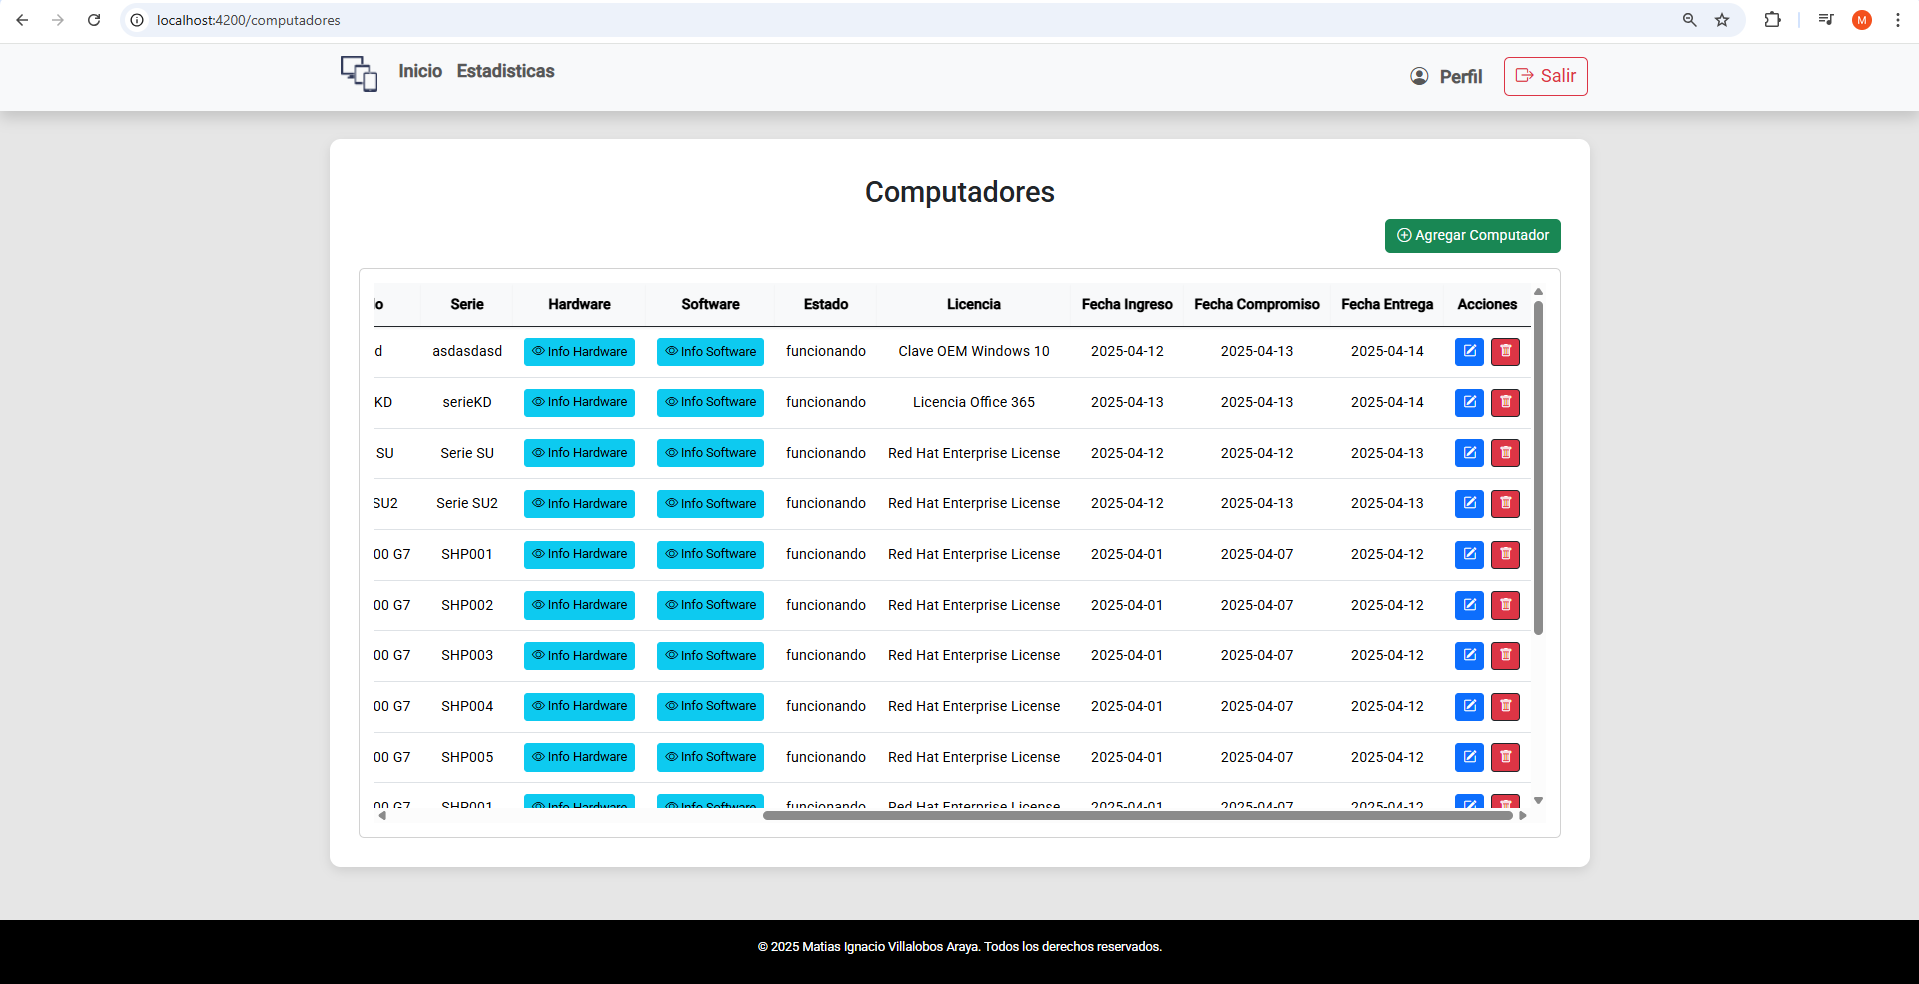 localhost:4200/computadores
M
Inicio Estadisticas Perfil Salir
Computadores
Agregar Computador
lo Serie Hardware Software Estado Licencia Fecha Ingreso Fecha Compromiso Fecha Entrega Acciones
d asdasdasd Info Hardware Info Software funcionando Clave OEM Windows 10 2025-04-12 2025-04-13 2025-04-14
KD serieKD Info Hardware Info Software funcionando Licencia Office 365 2025-04-13 2025-04-13 2025-04-14
SU Serie SU Info Hardware Info Software funcionando Red Hat Enterprise License 2025-04-12 2025-04-12 2025-04-13
SU2 Serie SU2 Info Hardware Info Software funcionando Red Hat Enterprise License 2025-04-12 2025-04-13 2025-04-13
00 G7 SHP001 Info Hardware Info Software funcionando Red Hat Enterprise License 2025-04-01 2025-04-07 2025-04-12
00 G7 SHP002 Info Hardware Info Software funcionando Red Hat Enterprise License 2025-04-01 2025-04-07 2025-04-12
00 G7 SHP003 Info Hardware Info Software funcionando Red Hat Enterprise License 2025-04-01 2025-04-07 2025-04-12
00 G7 SHP004 Info Hardware Info Software funcionando Red Hat Enterprise License 2025-04-01 2025-04-07 2025-04-12
00 G7 SHP005 Info Hardware Info Software funcionando Red Hat Enterprise License 2025-04-01 2025-04-07 2025-04-12
00 G7 SHP001 Info Hardware Info Software funcionando Red Hat Enterprise License 2025-04-01 2025-04-07 2025-04-12
© 2025 Matias Ignacio Villalobos Araya. Todos los derechos reservados.